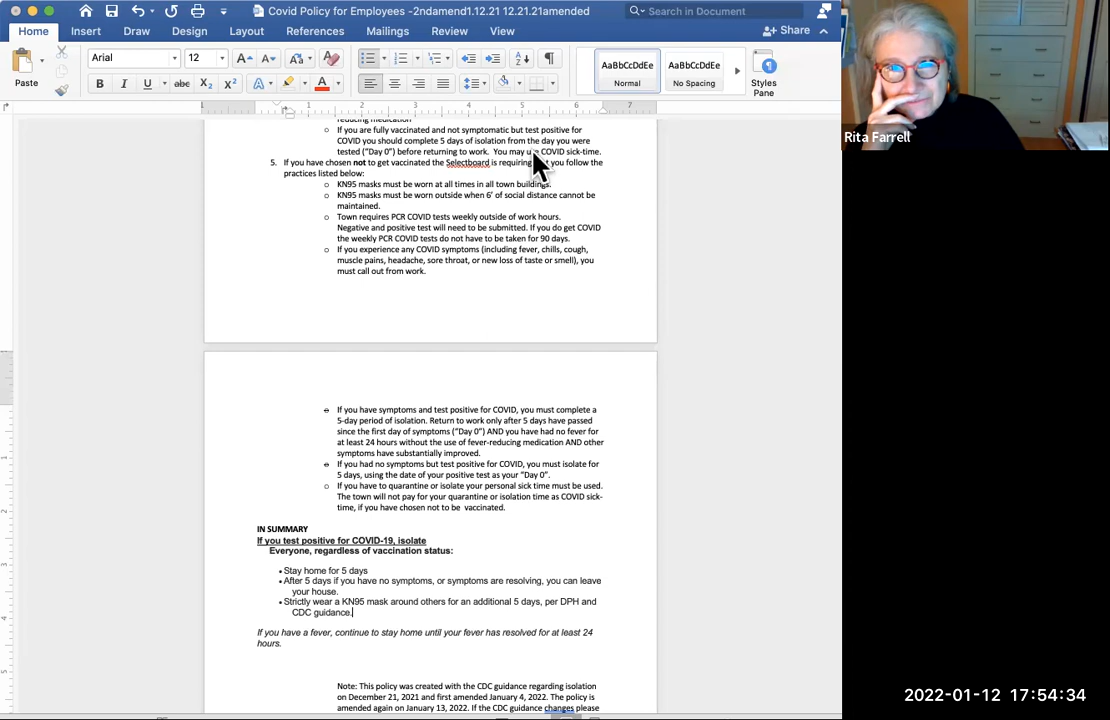 Covid Policy for Employees -2ndamend1.12.21 12.21.21amended
Search in Document
Home Insert Draw Design Layout References Mailings Review View
Share
Paste
Arial 12
AaBbCcDdEe
Normal
AaBbCcDdEe
No Spacing
Styles
Pane
Rita Farrell
reducing medication
o If you are fully vaccinated and not symptomatic but test positive for
COVID you should complete 5 days of isolation from the day you were
tested ("Day 0") before returning to work. You may use COVID sick-time.
5. If you have chosen not to get vaccinated the Selectboard is requiring you follow the
practices listed below:
o KN95 masks must be worn at all times in all town buildings.
o KN95 masks must be worn outside when 6' of social distance cannot be
maintained.
o Town requires PCR COVID tests weekly outside of work hours.
Negative and positive test will need to be submitted. If you do get COVID
the weekly PCR COVID tests do not have to be taken for 90 days.
o If you experience any COVID symptoms (including fever, chills, cough,
muscle pains, headache, sore throat, or new loss of taste or smell), you
must call out from work.
o If you have symptoms and test positive for COVID, you must complete a
5-day period of isolation. Return to work only after 5 days have passed
since the first day of symptoms ("Day 0") AND you have had no fever for
at least 24 hours without the use of fever-reducing medication AND other
symptoms have substantially improved.
o If you had no symptoms but test positive for COVID, you must isolate for
5 days, using the date of your positive test as your "Day 0".
o If you have to quarantine or isolate your personal sick time must be used.
The town will not pay for your quarantine or isolation time as COVID sick-
time, if you have chosen not to be vaccinated.
IN SUMMARY
If you test positive for COVID-19, isolate
Everyone, regardless of vaccination status:
• Stay home for 5 days
• After 5 days if you have no symptoms, or symptoms are resolving, you can leave
your house.
• Strictly wear a KN95 mask around others for an additional 5 days, per DPH and
CDC guidance.
If you have a fever, continue to stay home until your fever has resolved for at least 24
hours.
Note: This policy was created with the CDC guidance regarding isolation
on December 21, 2021 and first amended January 4, 2022. The policy is
amended again on January 13, 2022. If the CDC guidance changes please
2022-01-12 17:54:34